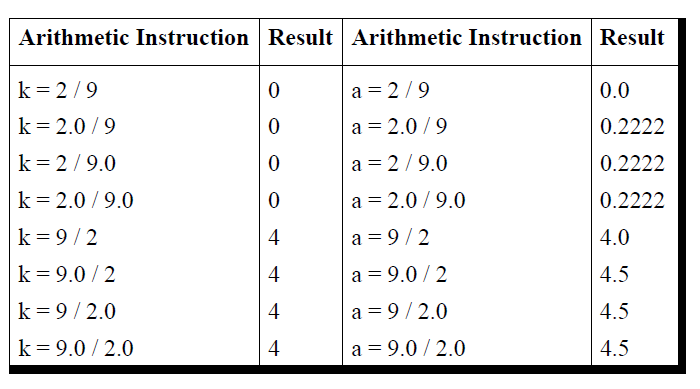 Arithmetic Instruction Result Arithmetic Instruction Result
k = 2 / 9 0 a = 2 / 9 0.0
k = 2.0 / 9 0 a = 2.0 / 9 0.2222
k = 2 / 9.0 0 a = 2 / 9.0 0.2222
k = 2.0 / 9.0 0 a = 2.0 / 9.0 0.2222
k = 9 / 2 4 a = 9 / 2 4.0
k = 9.0 / 2 4 a = 9.0 / 2 4.5
k = 9 / 2.0 4 a = 9 / 2.0 4.5
k = 9.0 / 2.0 4 a = 9.0 / 2.0 4.5